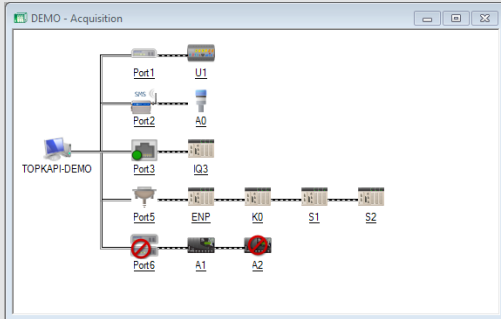 DEMO - Acquisition
Port1 U1
SMS
Port2 A0
TOPKAPI-DEMO Port3 IQ3
Port5 ENP K0 S1 S2
Port6 A1 A2